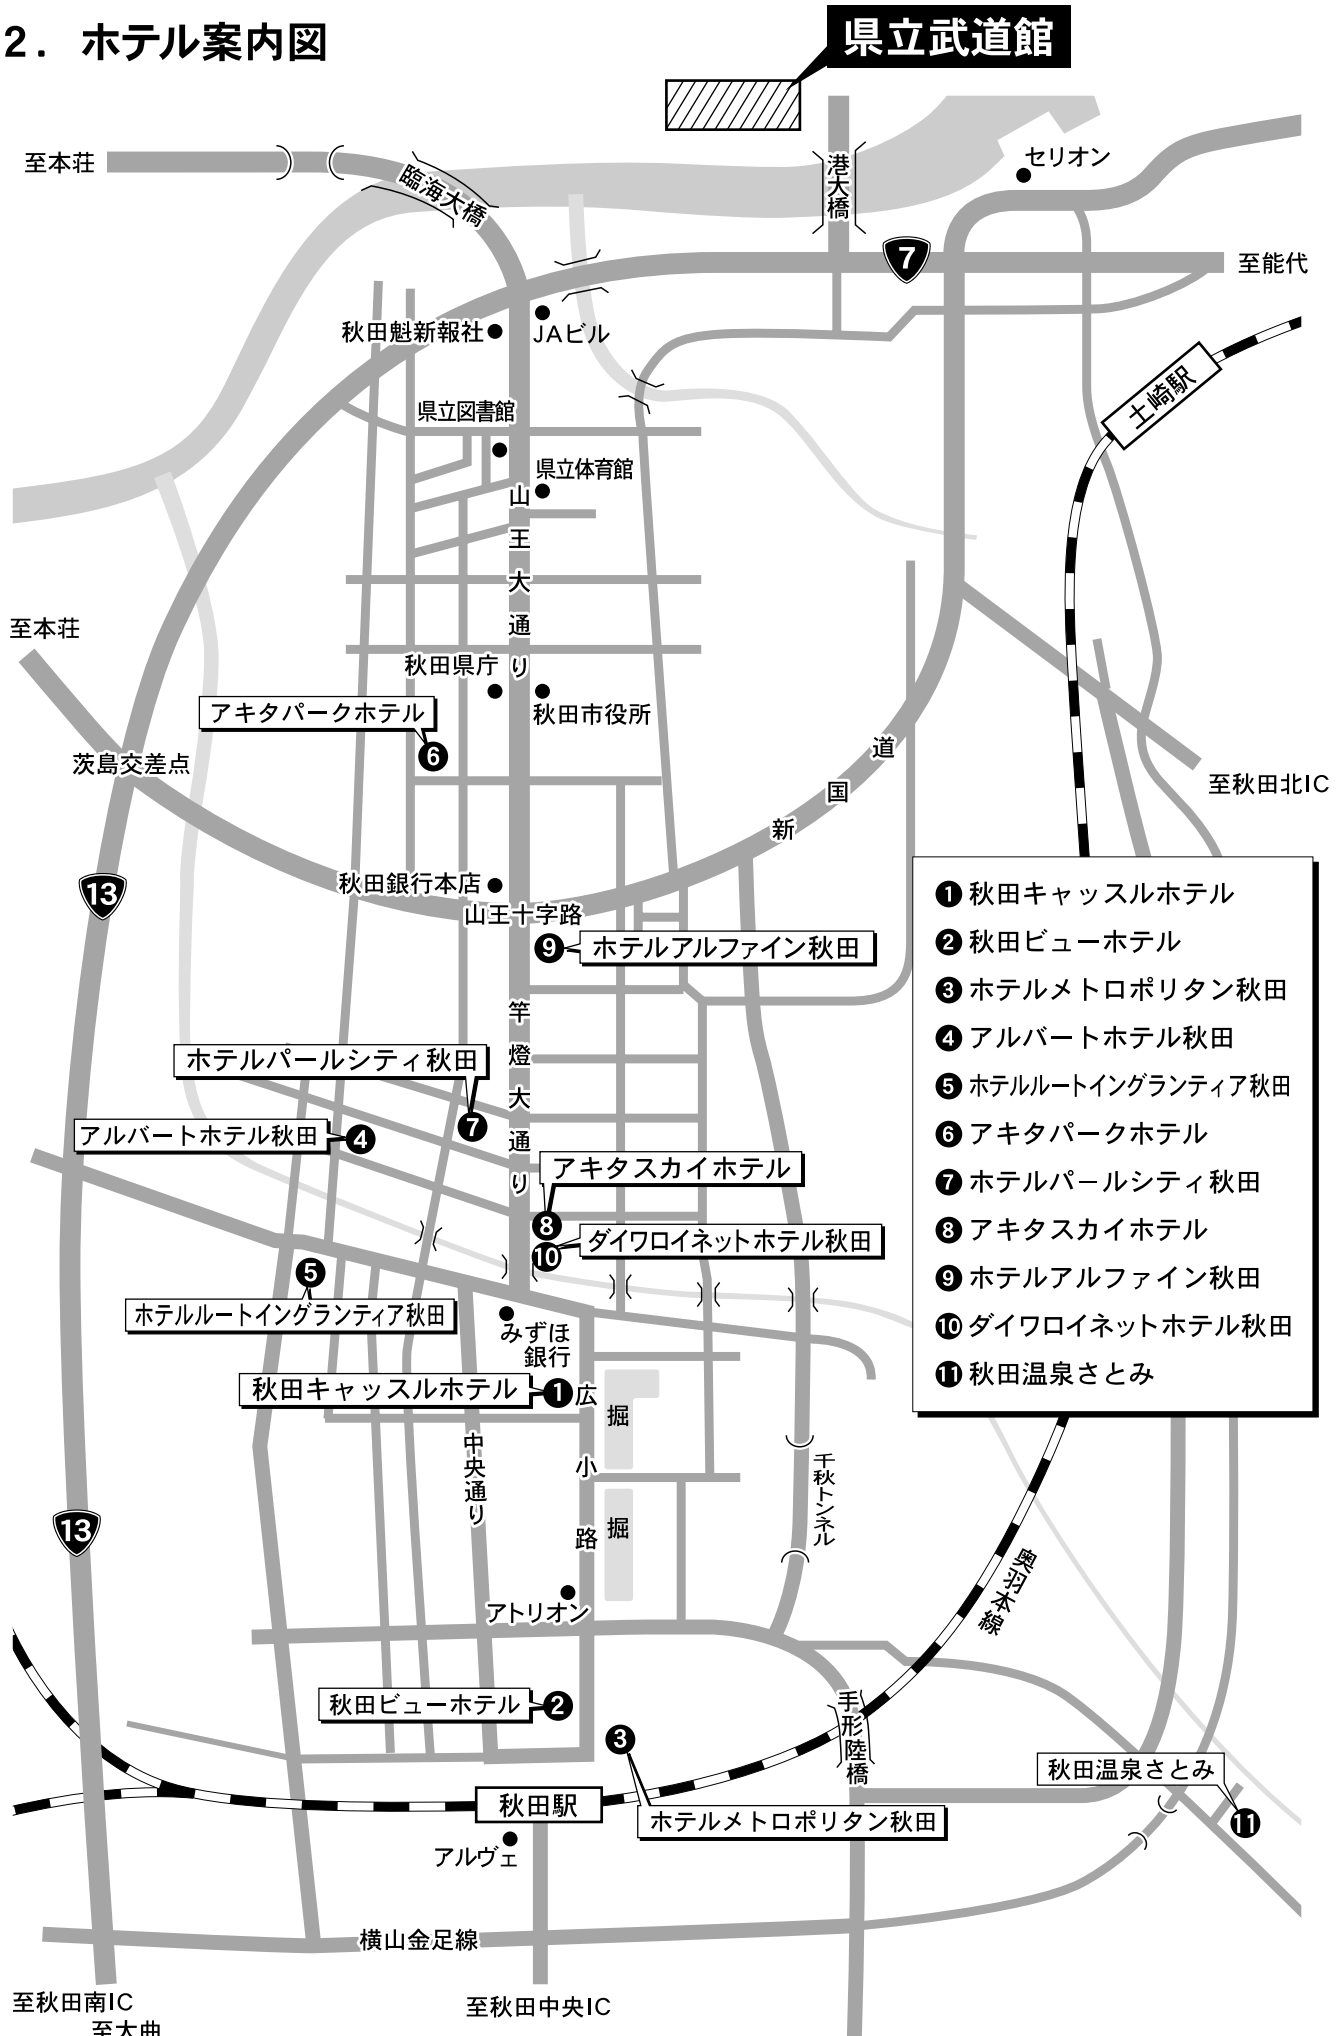 2. ホテル案内図
県立武道館
至本荘
臨海大橋
港大橋
セリオン
7
至能代
秋田魁新報社
JAビル
土崎駅
県立図書館
県立体育館
山王大通り
至本荘
秋田県庁
秋田市役所
アキタパークホテル
6
茨島交差点
新国道
至秋田北IC
13
秋田銀行本店
山王十字路
9
ホテルアルファイン秋田
竿燈大通り
ホテルパールシティ秋田
7
アルバートホテル秋田
4
アキタスカイホテル
8
10
ダイワロイネットホテル秋田
5
ホテルルートイングランティア秋田
みずほ
銀行
秋田キャッスルホテル
1
広小路
掘
掘
中央通り
千秋トンネル
13
奥羽本線
アトリオン
秋田ビューホテル
2
3
手形陸橋
秋田温泉さとみ
11
秋田駅
ホテルメトロポリタン秋田
アルヴェ
横山金足線
至秋田南IC
至大曲
至秋田中央IC
1 秋田キャッスルホテル
2 秋田ビューホテル
3 ホテルメトロポリタン秋田
4 アルバートホテル秋田
5 ホテルルートイングランティア秋田
6 アキタパークホテル
7 ホテルパールシティ秋田
8 アキタスカイホテル
9 ホテルアルファイン秋田
10 ダイワロイネットホテル秋田
11 秋田温泉さとみ